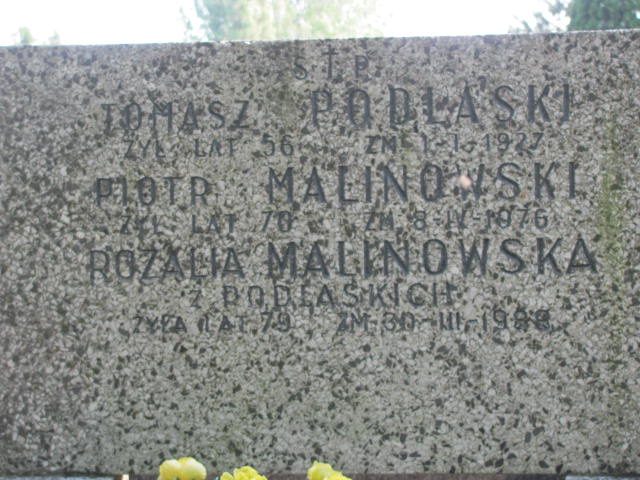 Ś † P
TOMASZ PODLASKI
ŻYŁ LAT 56 ZM. 1-I-1927
PIOTR MALINOWSKI
ŻYŁ LAT 70 ZM. 8-IV-1976
ROZALIA MALINOWSKA
Z PODLASKICH
ŻYŁA LAT 79 ZM. 30-III-1988